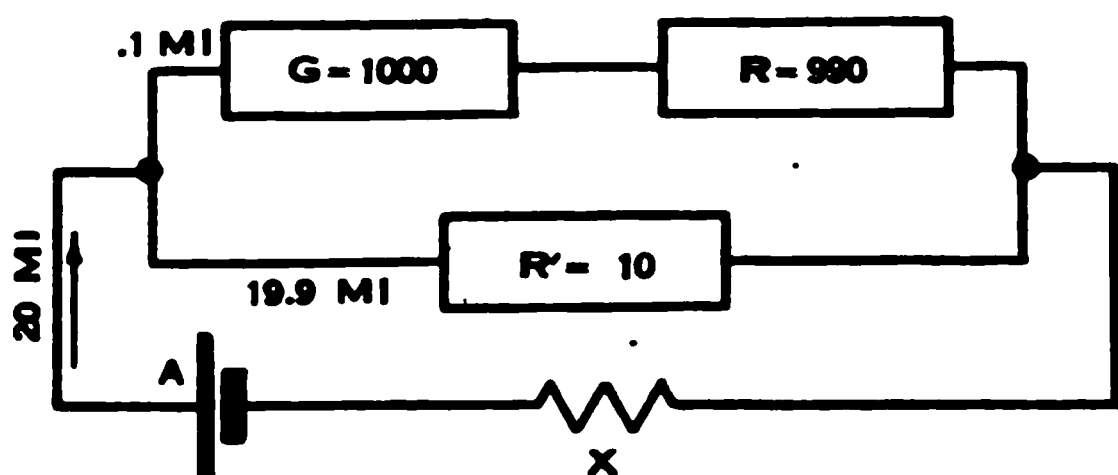 .1 MI
G = 1000
R = 990
20 MI
19.9 MI
R' = 10
A
X